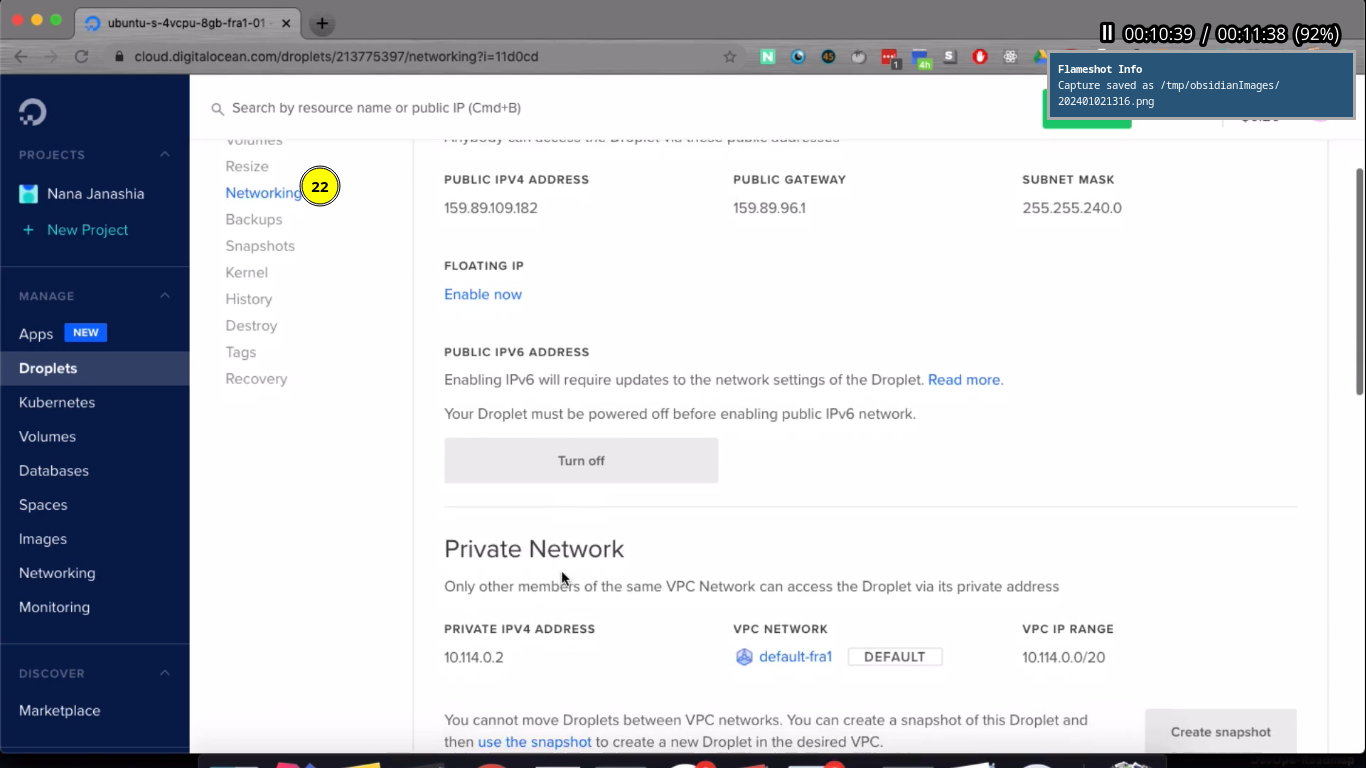 ubuntu-s-4vcpu-8gb-fra1-01
00:10:39 / 00:11:38 (92%)
cloud.digitalocean.com/droplets/213775397/networking?i=11d0cd
Flameshot Info
Capture saved as /tmp/obsidianImages/
202401021316.png
Search by resource name or public IP (Cmd+B)
PROJECTS
Nana Janashia
+ New Project
MANAGE
Apps NEW
Droplets
Kubernetes
Volumes
Databases
Spaces
Images
Networking
Monitoring
DISCOVER
Marketplace
Volumes
Resize
Networking
22
Backups
Snapshots
Kernel
History
Destroy
Tags
Recovery
Anybody can access the Droplet via these public addresses
PUBLIC IPV4 ADDRESS
159.89.109.182
PUBLIC GATEWAY
159.89.96.1
SUBNET MASK
255.255.240.0
FLOATING IP
Enable now
PUBLIC IPV6 ADDRESS
Enabling IPv6 will require updates to the network settings of the Droplet. Read more.
Your Droplet must be powered off before enabling public IPv6 network.
Turn off
Private Network
Only other members of the same VPC Network can access the Droplet via its private address
PRIVATE IPV4 ADDRESS
10.114.0.2
VPC NETWORK
default-fra1 DEFAULT
VPC IP RANGE
10.114.0.0/20
You cannot move Droplets between VPC networks. You can create a snapshot of this Droplet and
then use the snapshot to create a new Droplet in the desired VPC.
Create snapshot